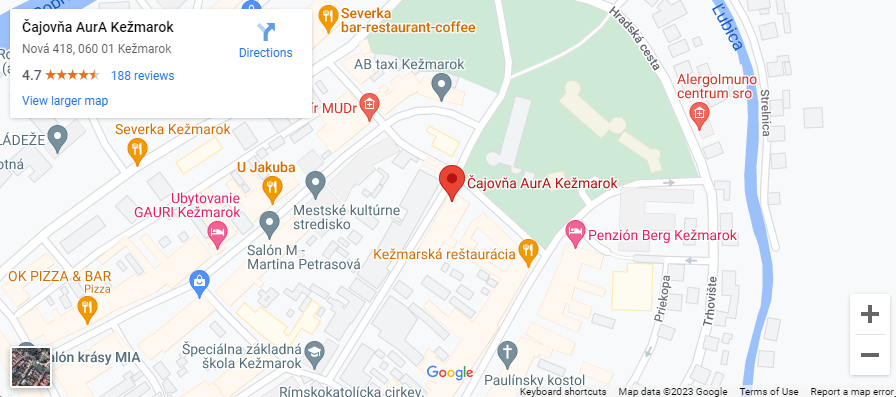 Čajovňa AurA Kežmarok
Nová 418, 060 01 Kežmarok
Directions
4.7
188 reviews
View larger map
Severka
bar-restaurant-coffee
AB taxi Kežmarok
Hradská cesta
Ľubica
Alergolmuno
centrum sro
Strelnica
ír MUDr
LÁDEŽE
otná
Severka Kežmarok
U Jakuba
Ubytovanie
GAURI Kežmarok
Mestské kultúrne
stredisko
Čajovňa AurA Kežmarok
Salón M -
Martina Petrasová
Kežmarská reštaurácia
Penzión Berg Kežmarok
OK PIZZA & BAR
Pizza
Priekopa
Trhovište
alón krásy MIA
Špeciálna základná
škola Kežmarok
Rímskokatolícka cirkev,
Google
Paulínsky kostol
Keyboard shortcuts
Map data ©2023 Google
Terms of Use
Report a map error